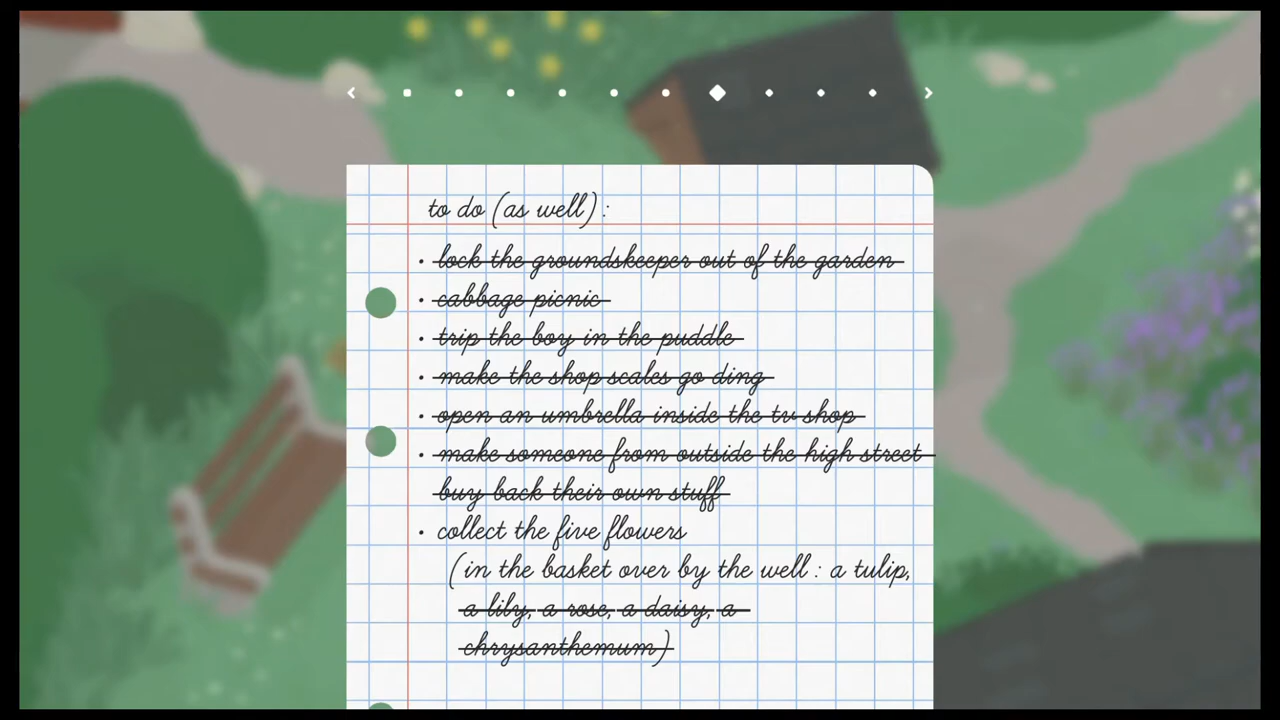 to do (as well) :
• lock the groundskeeper out of the garden
• cabbage picnic
• trip the boy in the puddle
• make the shop scales go ding
• open an umbrella inside the tv shop
• make someone from outside the high street
buy back their own stuff
• collect the five flowers
(in the basket over by the well : a tulip,
a lily, a rose, a daisy, a
chrysanthemum)